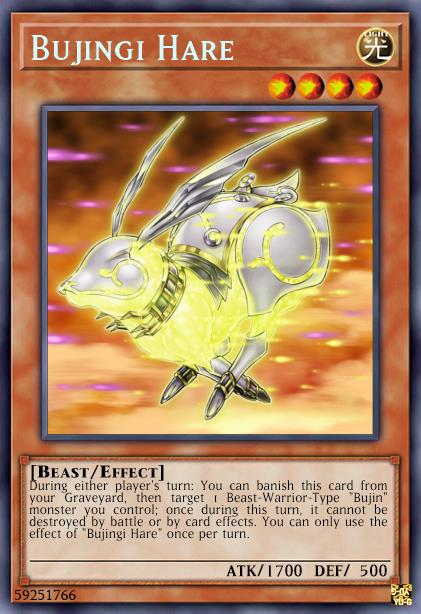 Bujingi Hare
LIGHT
光
[Beast/Effect]
During either player's turn: You can banish this card from
your Graveyard, then target 1 Beast-Warrior-Type "Bujin"
monster you control; once during this turn, it cannot be
destroyed by battle or by card effects. You can only use the
effect of "Bujingi Hare" once per turn.
ATK/1700 DEF/ 500
59251766